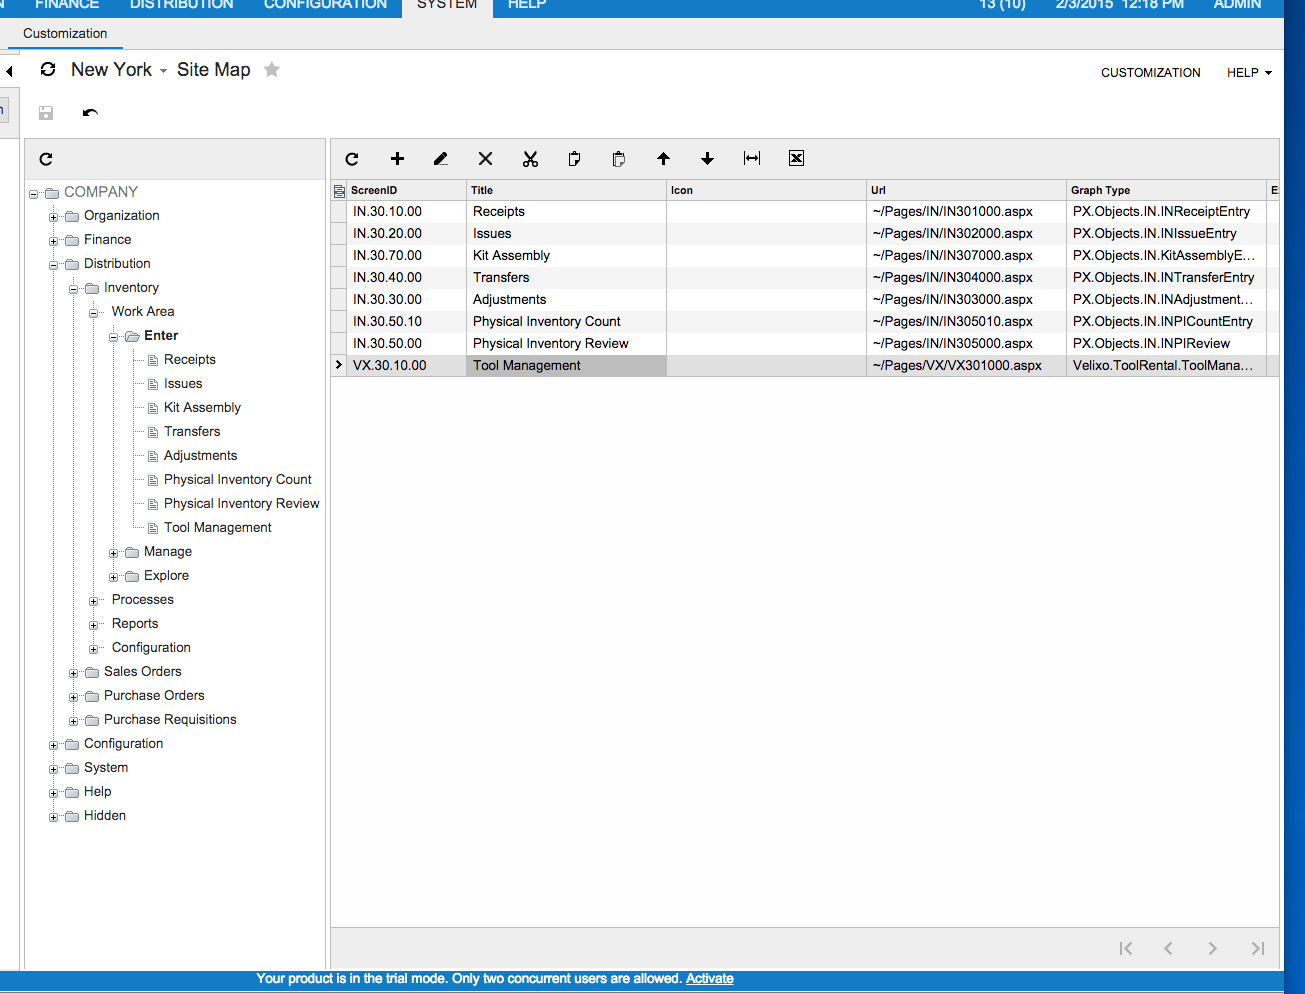 FINANCE DISTRIBUTION CONFIGURATION SYSTEM HELP 13 (10) 2/3/2015 12:18 PM ADMIN
Customization
New York Site Map
CUSTOMIZATION HELP
ScreenID Title Icon Url Graph Type E
IN.30.10.00 Receipts ~/Pages/IN/IN301000.aspx PX.Objects.IN.INReceiptEntry
IN.30.20.00 Issues ~/Pages/IN/IN302000.aspx PX.Objects.IN.INIssueEntry
IN.30.70.00 Kit Assembly ~/Pages/IN/IN307000.aspx PX.Objects.IN.KitAssemblyE...
IN.30.40.00 Transfers ~/Pages/IN/IN304000.aspx PX.Objects.IN.INTransferEntry
IN.30.30.00 Adjustments ~/Pages/IN/IN303000.aspx PX.Objects.IN.INAdjustment...
IN.30.50.10 Physical Inventory Count ~/Pages/IN/IN305010.aspx PX.Objects.IN.INPICountEntry
IN.30.50.00 Physical Inventory Review ~/Pages/IN/IN305000.aspx PX.Objects.IN.INPIReview
VX.30.10.00 Tool Management ~/Pages/VX/VX301000.aspx Velixo.ToolRental.ToolMana...
COMPANY
Organization
Finance
Distribution
Inventory
Work Area
Enter
Receipts
Issues
Kit Assembly
Transfers
Adjustments
Physical Inventory Count
Physical Inventory Review
Tool Management
Manage
Explore
Processes
Reports
Configuration
Sales Orders
Purchase Orders
Purchase Requisitions
Configuration
System
Help
Hidden
Your product is in the trial mode. Only two concurrent users are allowed. Activate